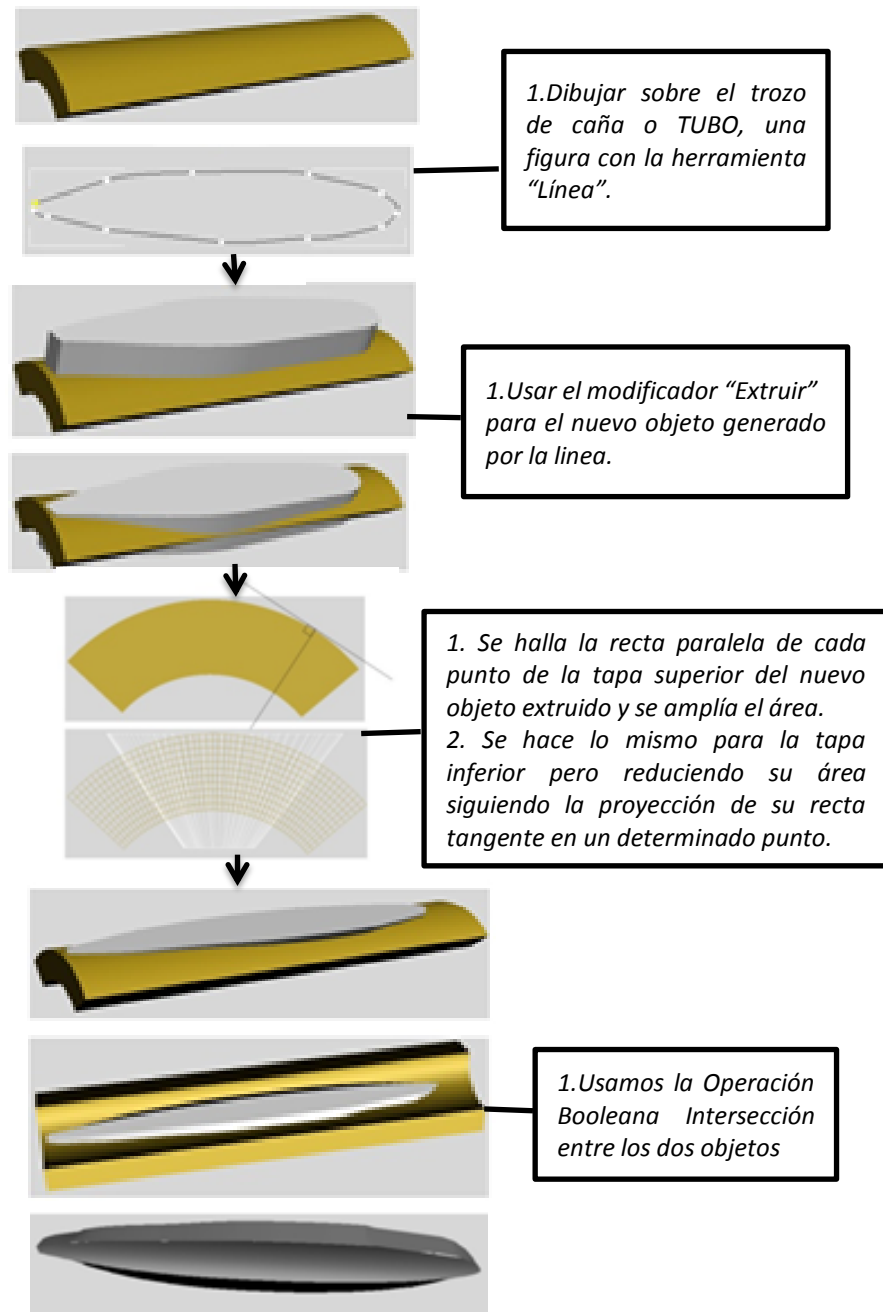 1.Dibujar sobre el trozo
de caña o TUBO, una
figura con la herramienta
“Línea”.
1.Usar el modificador “Extruir”
para el nuevo objeto generado
por la linea.
1. Se halla la recta paralela de cada
punto de la tapa superior del nuevo
objeto extruido y se amplía el área.
2. Se hace lo mismo para la tapa
inferior pero reduciendo su área
siguiendo la proyección de su recta
tangente en un determinado punto.
1.Usamos la Operación
Booleana Intersección
entre los dos objetos